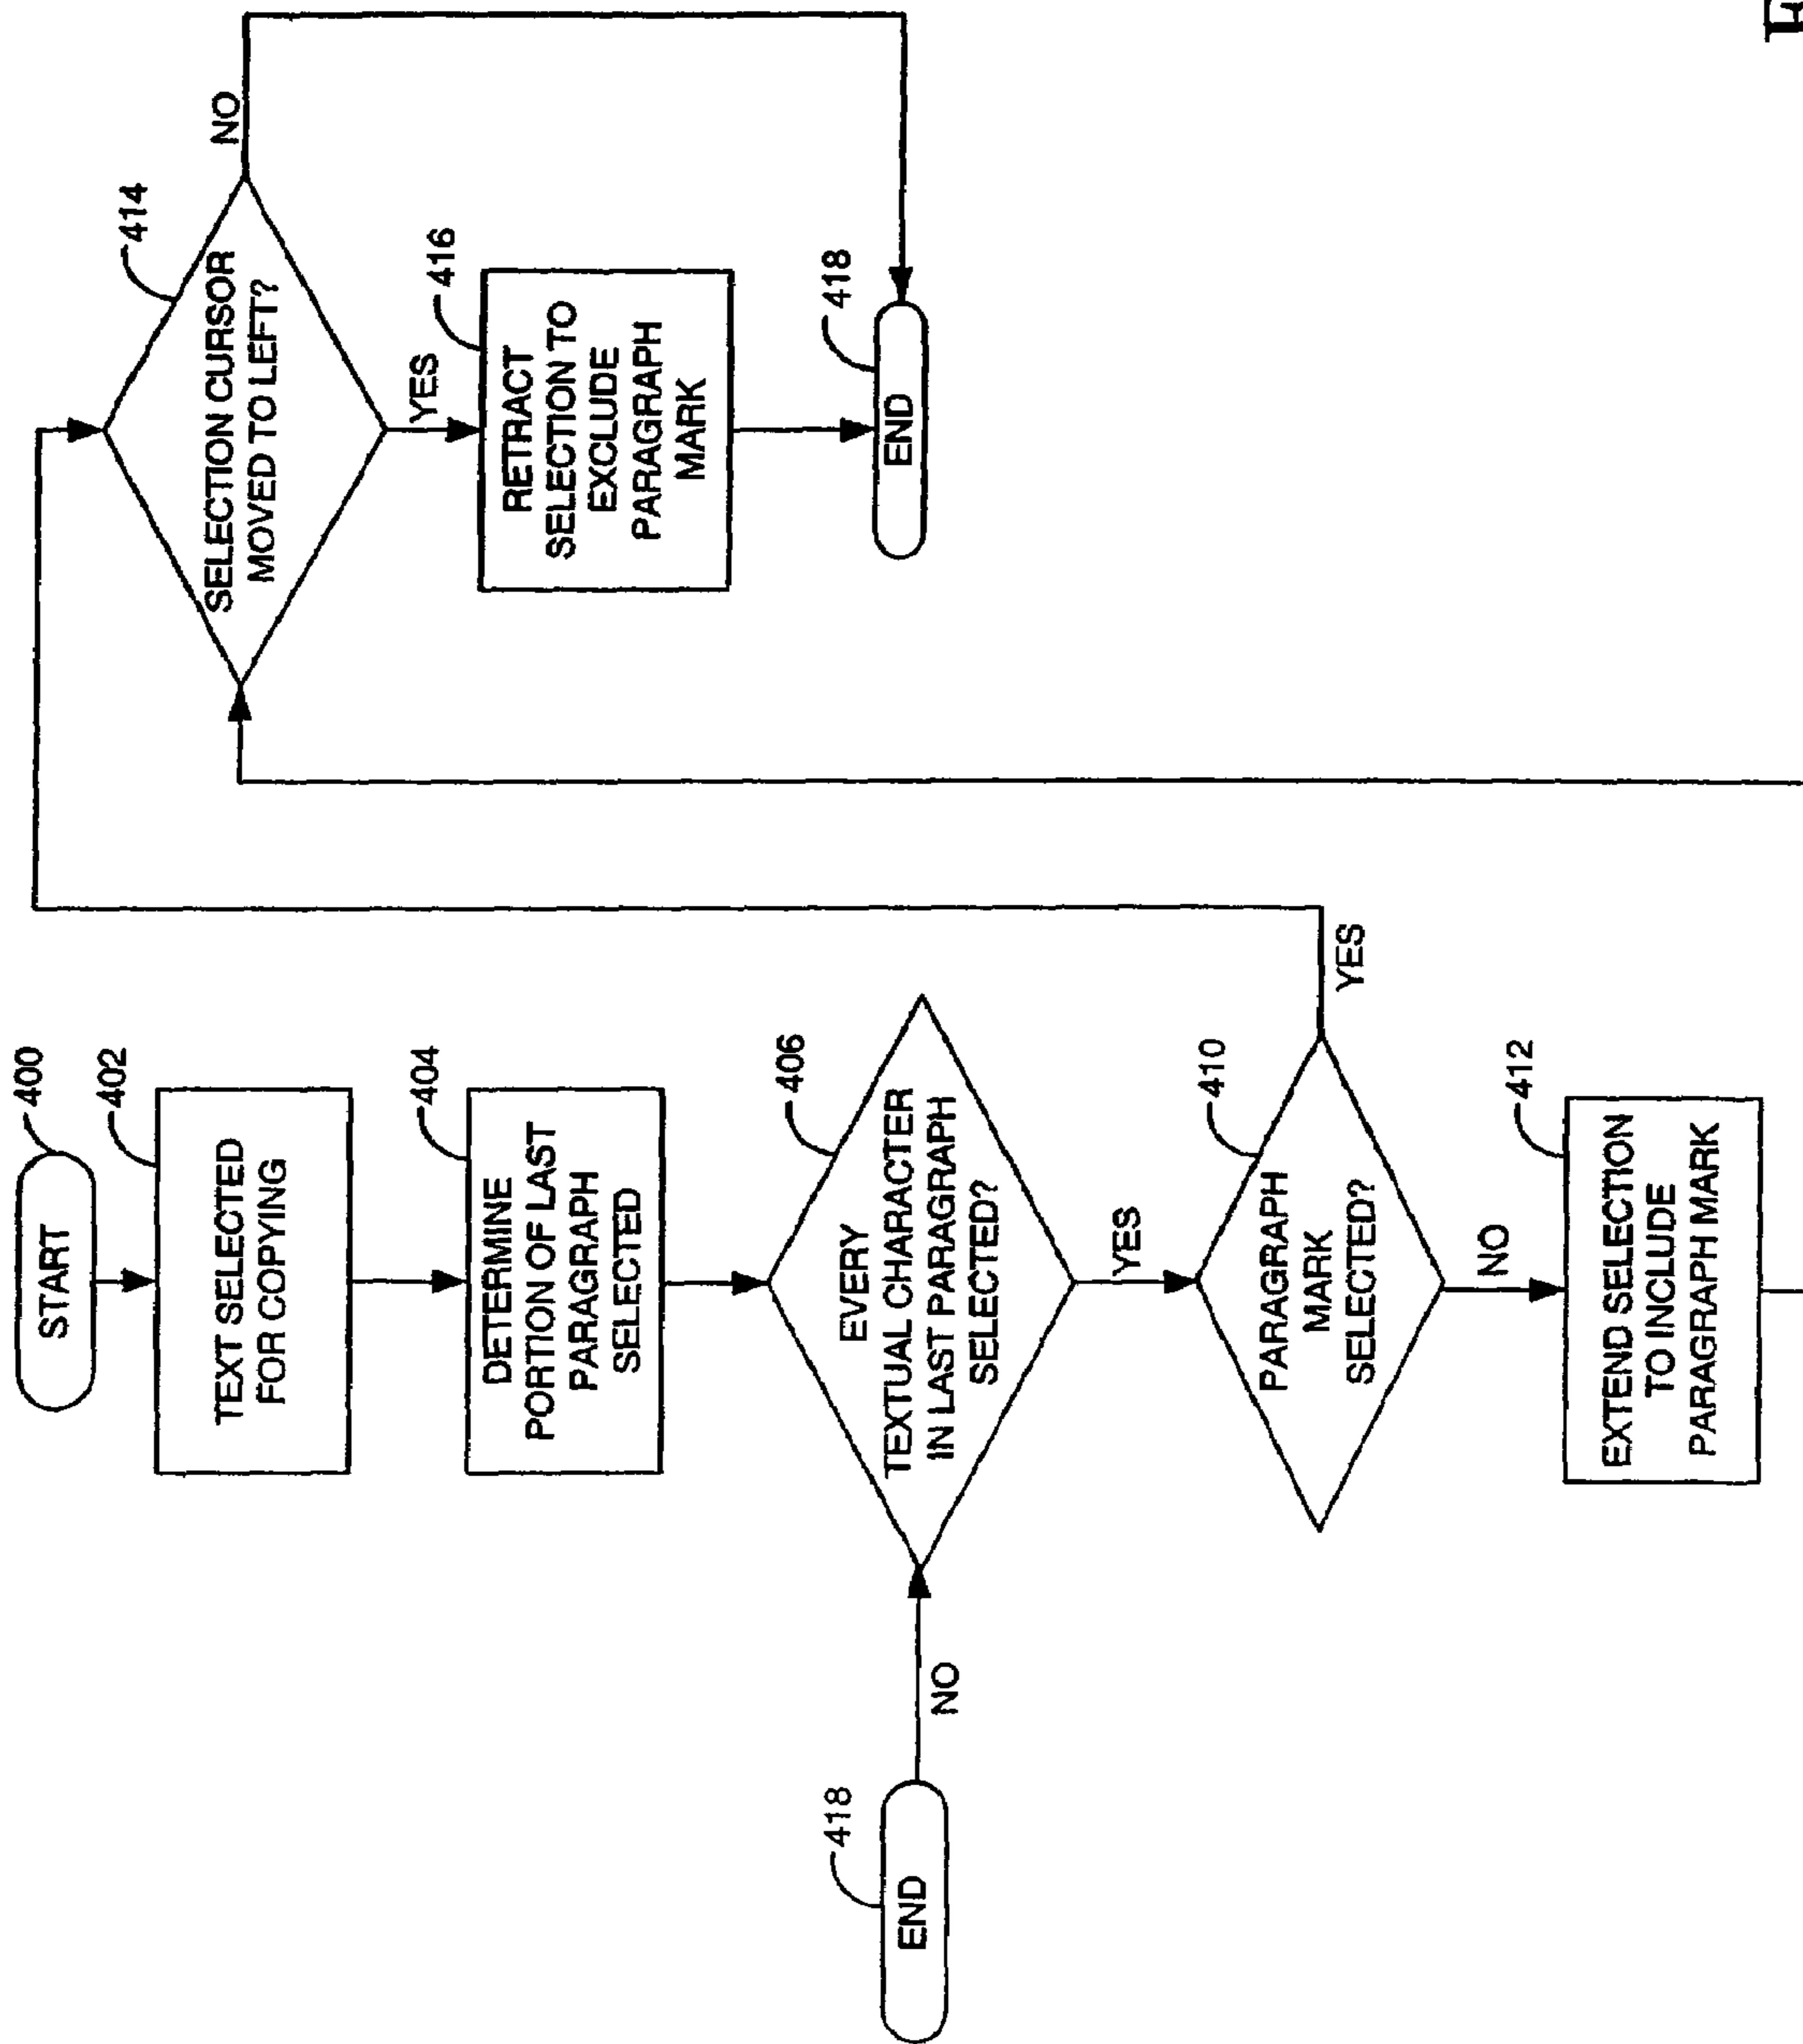 START
400
TEXT SELECTED
FOR COPYING
402
DETERMINE
PORTION OF LAST
PARAGRAPH
SELECTED
404
EVERY
TEXTUAL CHARACTER
IN LAST PARAGRAPH
SELECTED?
406
NO
END
418
YES
PARAGRAPH
MARK
SELECTED?
410
YES
NO
EXTEND SELECTION
TO INCLUDE
PARAGRAPH MARK
412
SELECTION CURSOR
MOVED TO LEFT?
414
NO
YES
RETRACT
SELECTION TO
EXCLUDE
PARAGRAPH
MARK
416
END
418